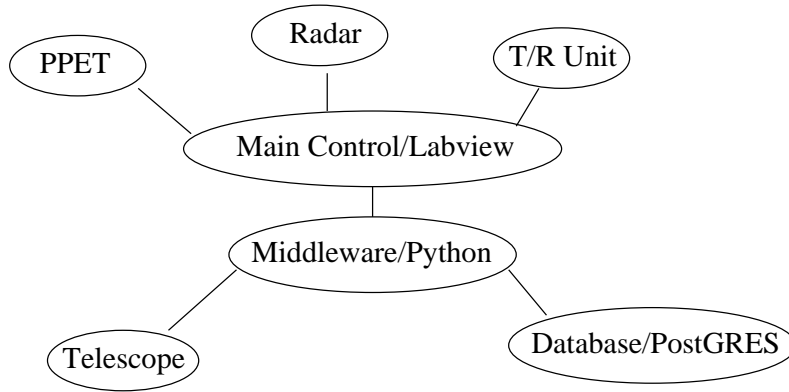 Radar
PPET
T/R Unit
Main Control/Labview
Middleware/Python
Telescope
Database/PostGRES